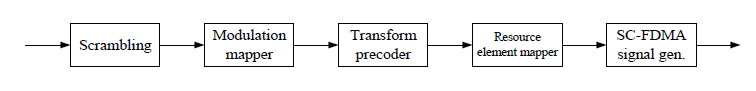 Scrambling
Modulation
mapper
Transform
precoder
Resource
element mapper
SC-FDMA
signal gen.